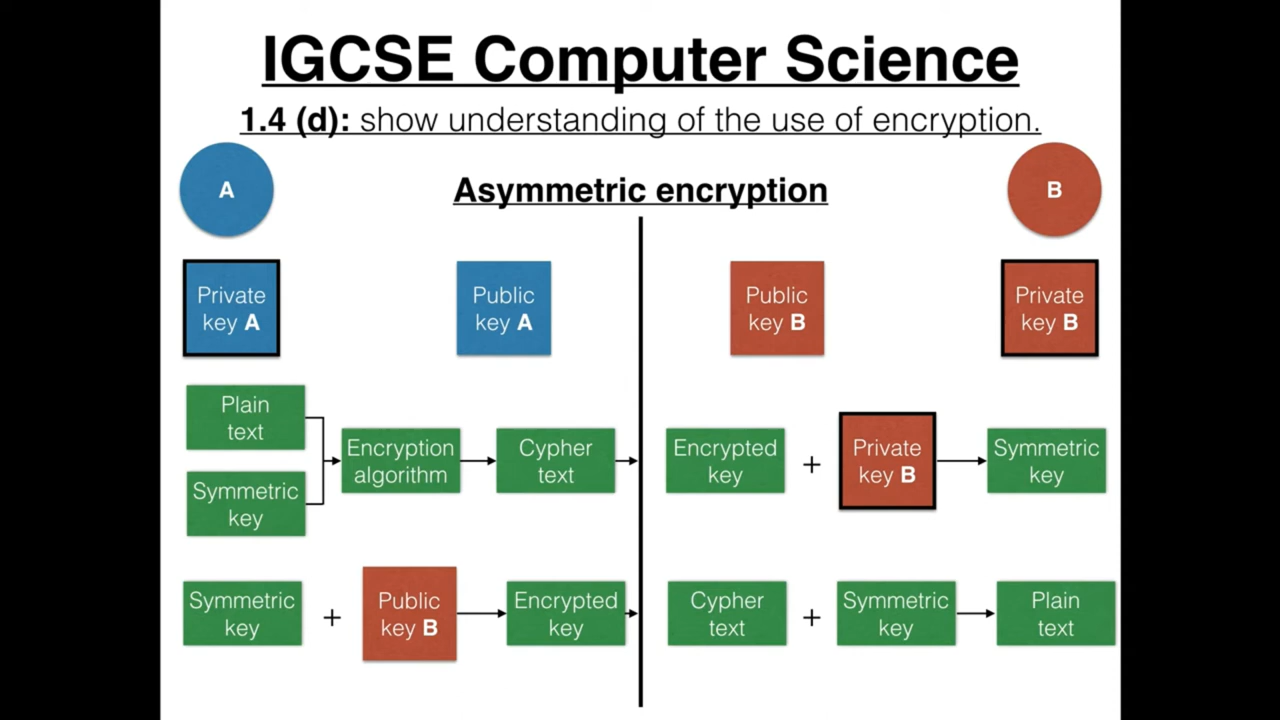 IGCSE Computer Science
1.4 (d): show understanding of the use of encryption.
A
Asymmetric encryption
B
Private
key A
Public
key A
Public
key B
Private
key B
Plain
text
Symmetric
key
Encryption
algorithm
Cypher
text
Encrypted
key
+
Private
key B
Symmetric
key
Symmetric
key
+
Public
key B
Encrypted
key
Cypher
text
+
Symmetric
key
Plain
text